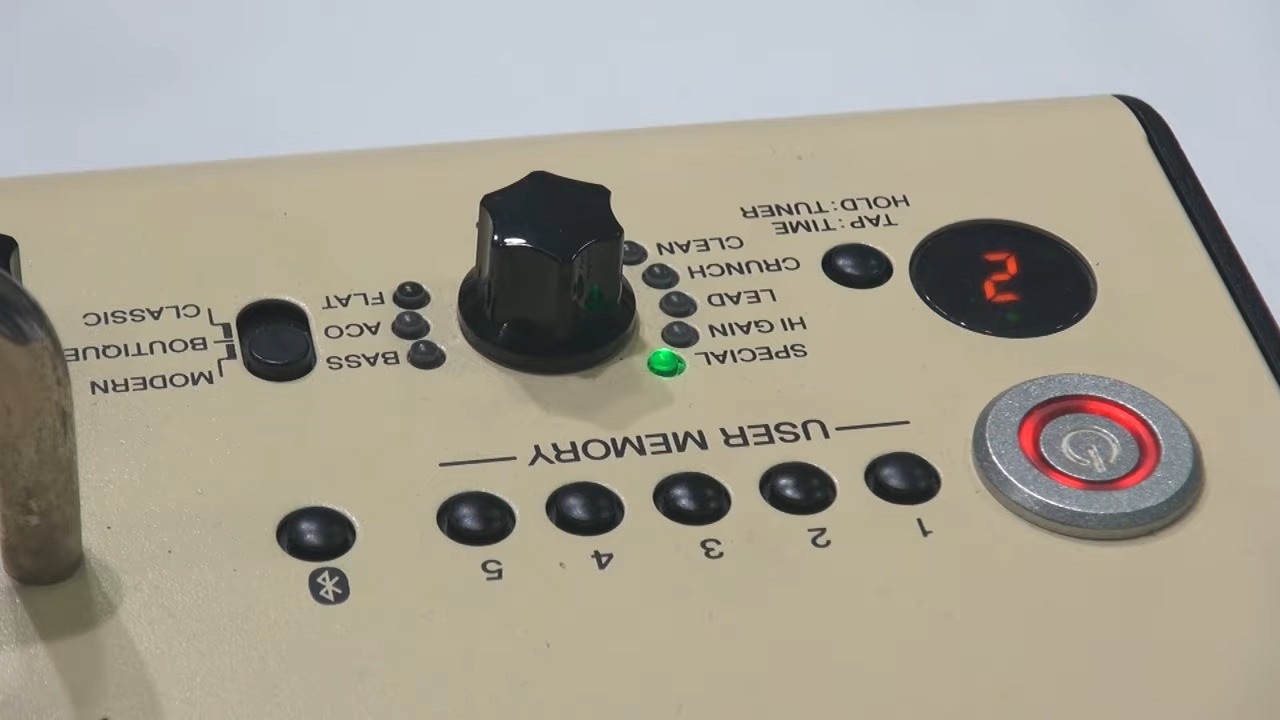 1 2 3 4 5
USER MEMORY
2
TAP:TIME
HOLD:TUNER
SPECIAL
HI GAIN
LEAD
CRUNCH
CLEAN
BASS
ACO
FLAT
MODERN
BOUTIQUE
CLASSIC